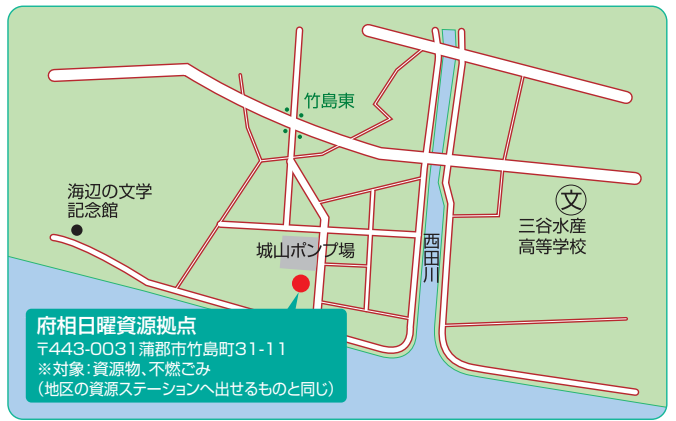 竹島東
海辺の文学
記念館
文
三谷水産
高等学校
城山ポンプ場
西田川
府相日曜資源拠点
〒443-0031蒲郡市竹島町31-11
※対象：資源物、不燃ごみ
（地区の資源ステーションへ出せるものと同じ）